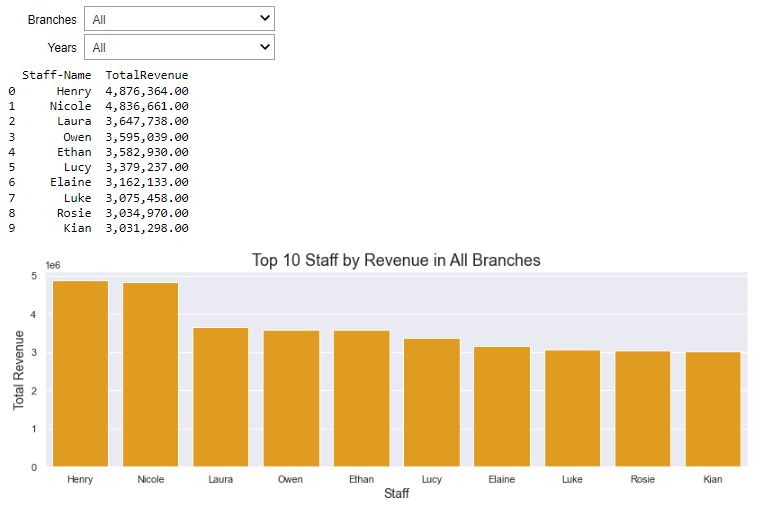 Branches All
Years All
Staff-Name TotalRevenue
0 Henry 4,876,364.00
1 Nicole 4,836,661.00
2 Laura 3,647,738.00
3 Owen 3,595,039.00
4 Ethan 3,582,930.00
5 Lucy 3,379,237.00
6 Elaine 3,162,133.00
7 Luke 3,075,458.00
8 Rosie 3,034,970.00
9 Kian 3,031,298.00
Top 10 Staff by Revenue in All Branches
1e6
5
4
3
2
1
0
Total Revenue
Henry Nicole Laura Owen Ethan Lucy Elaine Luke Rosie Kian
Staff